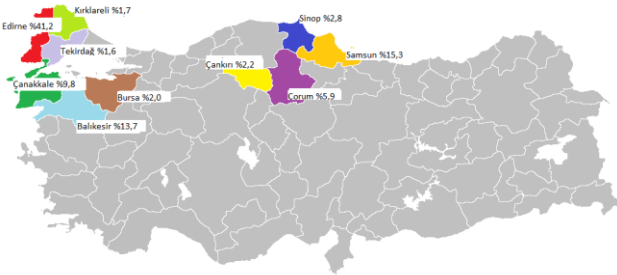 Kırklareli %1,7
Sinop %2,8
Edirne %41,2
Tekirdağ %1,6
Samsun %15,3
Çankırı %2,2
Çanakkale %9,8
Bursa %2,0
Çorum %5,9
Balıkesir %13,7